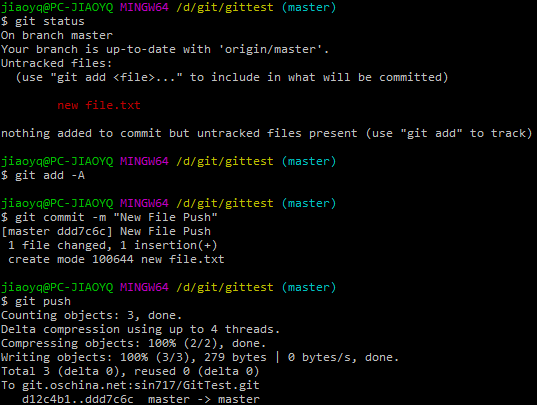 jiaoyq@PC-JIAOYQ MINGW64 /d/git/gittest (master)
$ git status
On branch master
Your branch is up-to-date with 'origin/master'.
Untracked files:
  (use "git add <file>..." to include in what will be committed)

        new file.txt

nothing added to commit but untracked files present (use "git add" to track)

jiaoyq@PC-JIAOYQ MINGW64 /d/git/gittest (master)
$ git add -A

jiaoyq@PC-JIAOYQ MINGW64 /d/git/gittest (master)
$ git commit -m "New File Push"
[master ddd7c6c] New File Push
 1 file changed, 1 insertion(+)
 create mode 100644 new file.txt

jiaoyq@PC-JIAOYQ MINGW64 /d/git/gittest (master)
$ git push
Counting objects: 3, done.
Delta compression using up to 4 threads.
Compressing objects: 100% (2/2), done.
Writing objects: 100% (3/3), 279 bytes | 0 bytes/s, done.
Total 3 (delta 0), reused 0 (delta 0)
To git.oschina.net:sin717/GitTest.git
   d12c4b1..ddd7c6c  master -> master